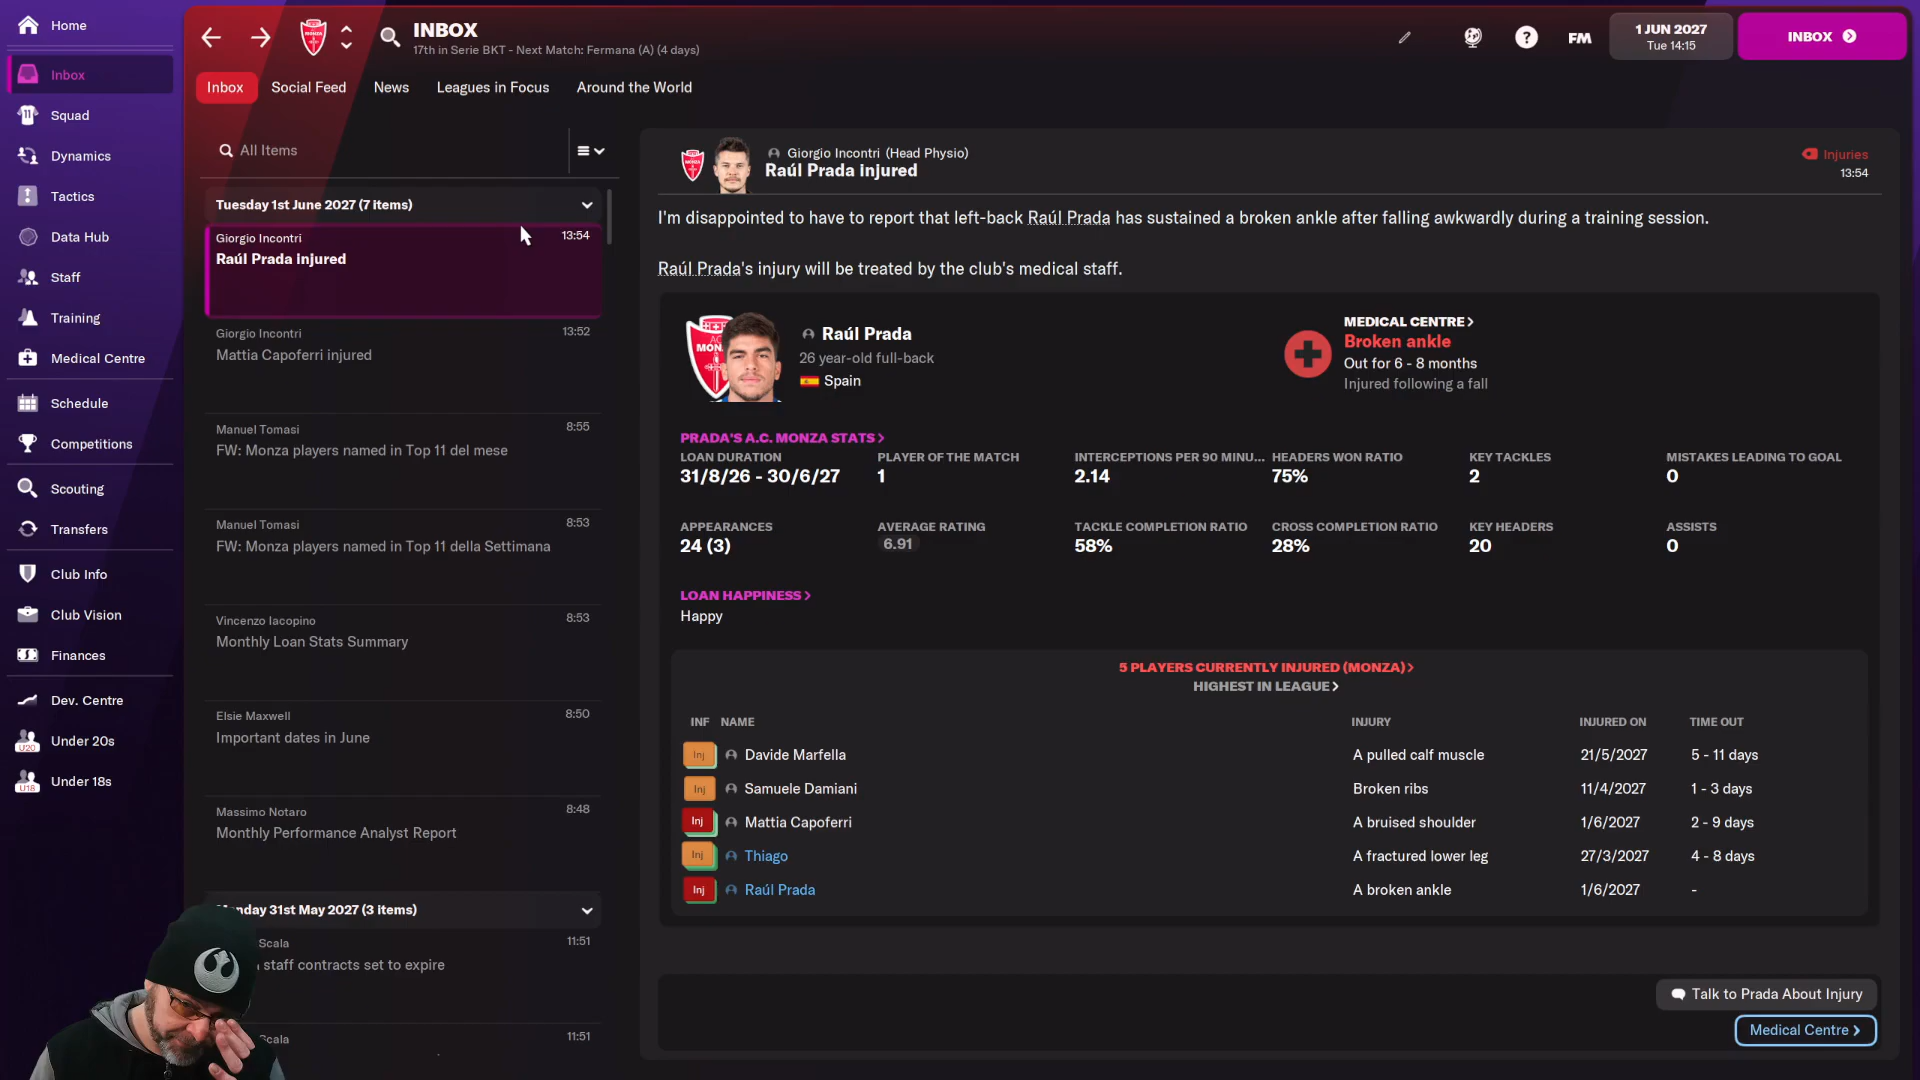 Home
Inbox
Squad
Dynamics
Tactics
Data Hub
Staff
Training
Medical Centre
Schedule
Competitions
Scouting
Transfers
Club Info
Club Vision
Finances
Dev. Centre
U20 Under 20s
U18 Under 18s
INBOX
17th in Serie BKT - Next Match: Fermana (A) (4 days)
?
FM
1 JUN 2027
Tue 14:15
INBOX
Inbox Social Feed News Leagues in Focus Around the World
All Items
Tuesday 1st June 2027 (7 items)
Giorgio Incontri 13:54
Raúl Prada injured
Giorgio Incontri 13:52
Mattia Capoferri injured
Manuel Tomasi 8:55
FW: Monza players named in Top 11 del mese
Manuel Tomasi 8:53
FW: Monza players named in Top 11 della Settimana
Vincenzo Iacopino 8:53
Monthly Loan Stats Summary
Elsie Maxwell 8:50
Important dates in June
Massimo Notaro 8:48
Monthly Performance Analyst Report
nday 31st May 2027 (3 items)
Scala 11:51
staff contracts set to expire
cala 11:51
Giorgio Incontri (Head Physio)
Raúl Prada injured
Injuries
13:54
I'm disappointed to have to report that left-back Raúl Prada has sustained a broken ankle after falling awkwardly during a training session.
Raúl Prada's injury will be treated by the club's medical staff.
Raúl Prada
26 year-old full-back
Spain
MEDICAL CENTRE >
Broken ankle
Out for 6 - 8 months
Injured following a fall
PRADA'S A.C. MONZA STATS >
LOAN DURATION PLAYER OF THE MATCH INTERCEPTIONS PER 90 MINU... HEADERS WON RATIO KEY TACKLES MISTAKES LEADING TO GOAL
31/8/26 - 30/6/27 1 2.14 75% 2 0
APPEARANCES AVERAGE RATING TACKLE COMPLETION RATIO CROSS COMPLETION RATIO KEY HEADERS ASSISTS
24 (3) 6.91 58% 28% 20 0
LOAN HAPPINESS >
Happy
5 PLAYERS CURRENTLY INJURED (MONZA) >
HIGHEST IN LEAGUE >
INF NAME INJURY INJURED ON TIME OUT
Inj Davide Marfella A pulled calf muscle 21/5/2027 5 - 11 days
Inj Samuele Damiani Broken ribs 11/4/2027 1 - 3 days
Inj Mattia Capoferri A bruised shoulder 1/6/2027 2 - 9 days
Inj Thiago A fractured lower leg 27/3/2027 4 - 8 days
Inj Raúl Prada A broken ankle 1/6/2027 -
Talk to Prada About Injury
Medical Centre >